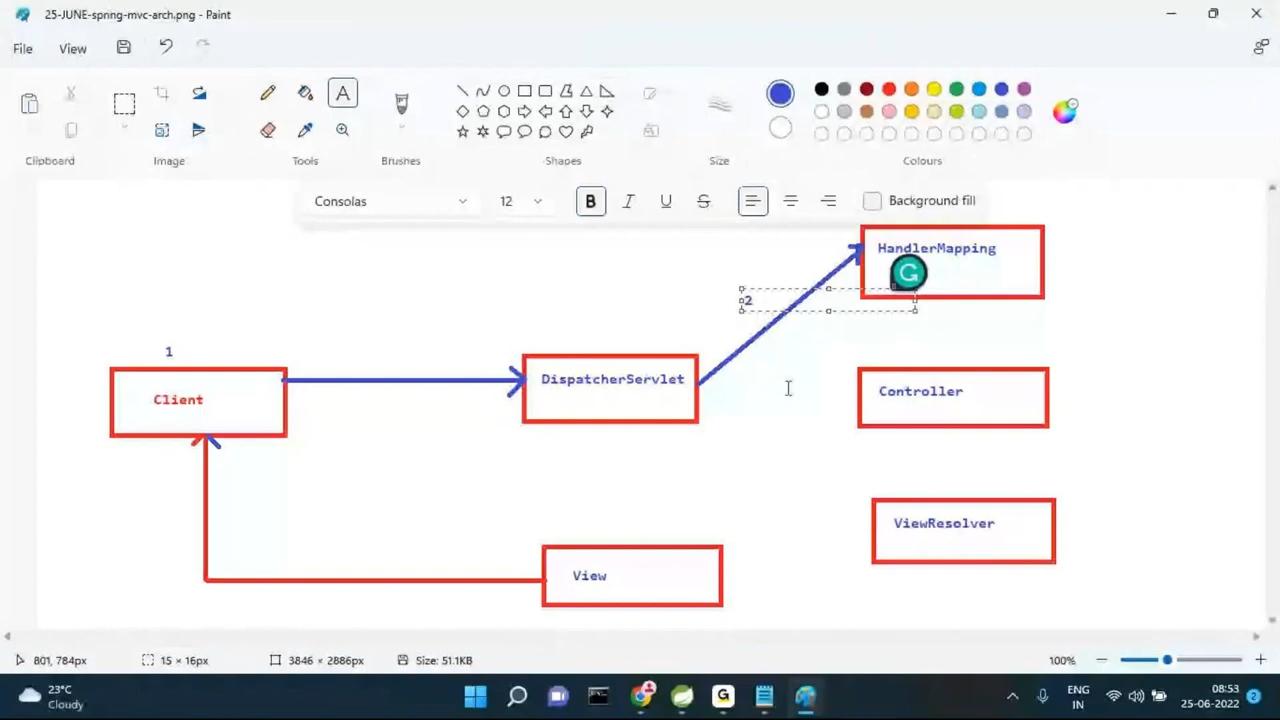 25-JUNE-spring-mvc-arch.png - Paint
File
View
A
Clipboard
Image
Tools
Brushes
Shapes
Size
Colours
Consolas
12
B
I
U
S
Background fill
HandlerMapping
G
2
1
DispatcherServlet
Client
Controller
ViewResolver
View
801, 784px
15 × 16px
3846 × 2886px
Size: 51.1KB
100%
23°C
Cloudy
G
ENG
IN
08:53
25-06-2022
2